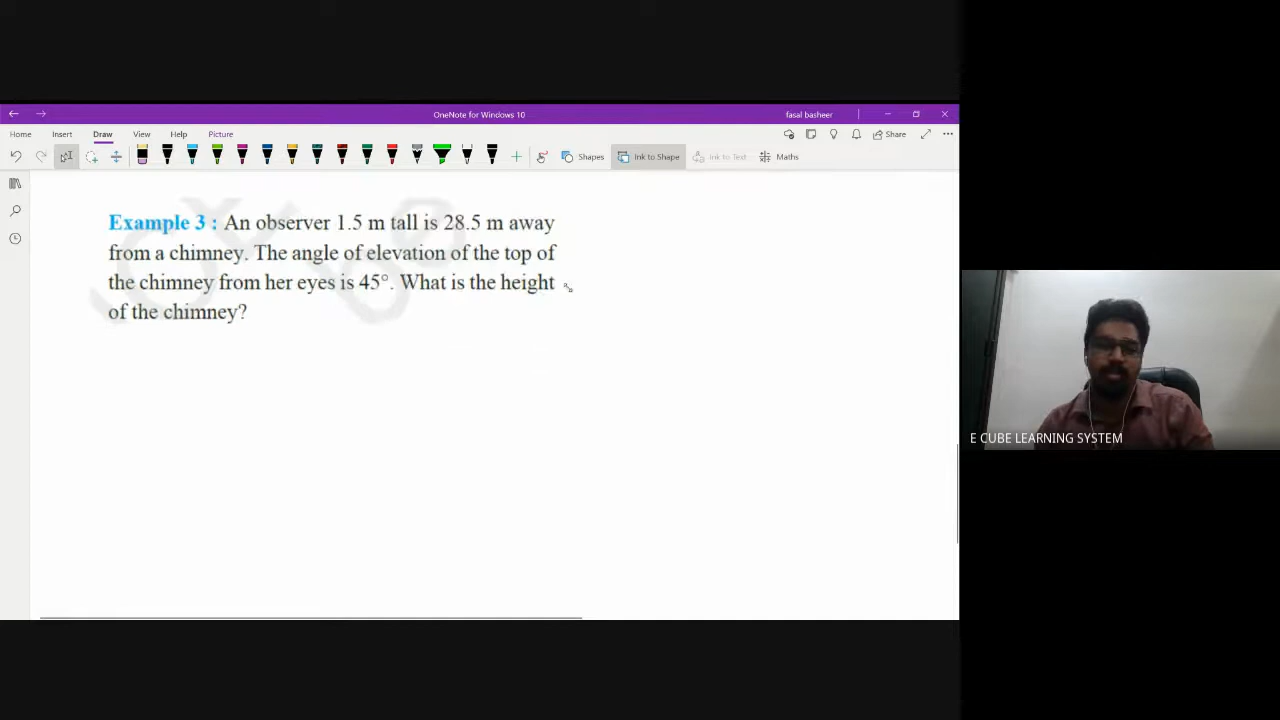 OneNote for Windows 10
fasal basheer
Home Insert Draw View Help Picture
Share
Shapes Ink to Shape Ink to Text Maths
Example 3 : An observer 1.5 m tall is 28.5 m away
from a chimney. The angle of elevation of the top of
the chimney from her eyes is 45°. What is the height
of the chimney?
E CUBE LEARNING SYSTEM